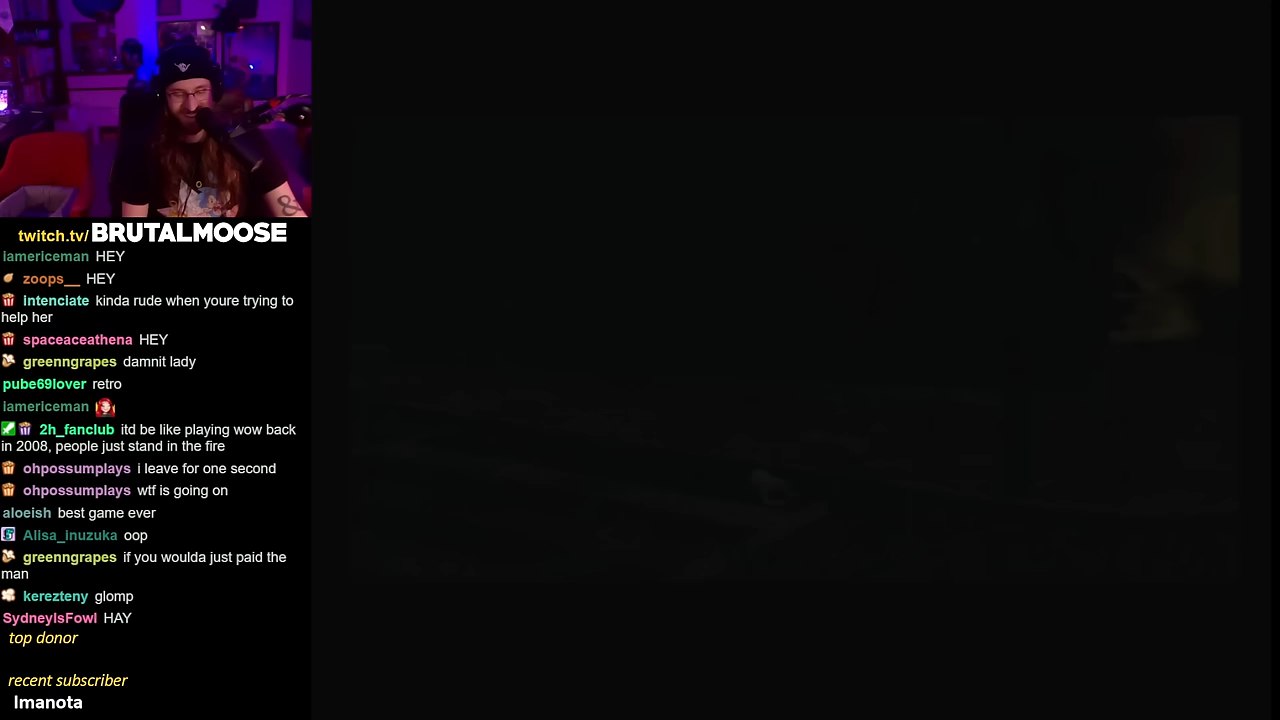 twitch.tv/BRUTALMOOSE
iamericeman HEY
zoops__ HEY
intenciate kinda rude when youre trying to
help her
spaceaceathena HEY
greenngrapes damnit lady
pube69lover retro
iamericeman
2h_fanclub itd be like playing wow back
in 2008, people just stand in the fire
ohpossumplays i leave for one second
ohpossumplays wtf is going on
aloeish best game ever
Alisa_inuzuka oop
greenngrapes if you woulda just paid the
man
kerezteny glomp
SydneyIsFowl HAY
top donor
recent subscriber
Imanota